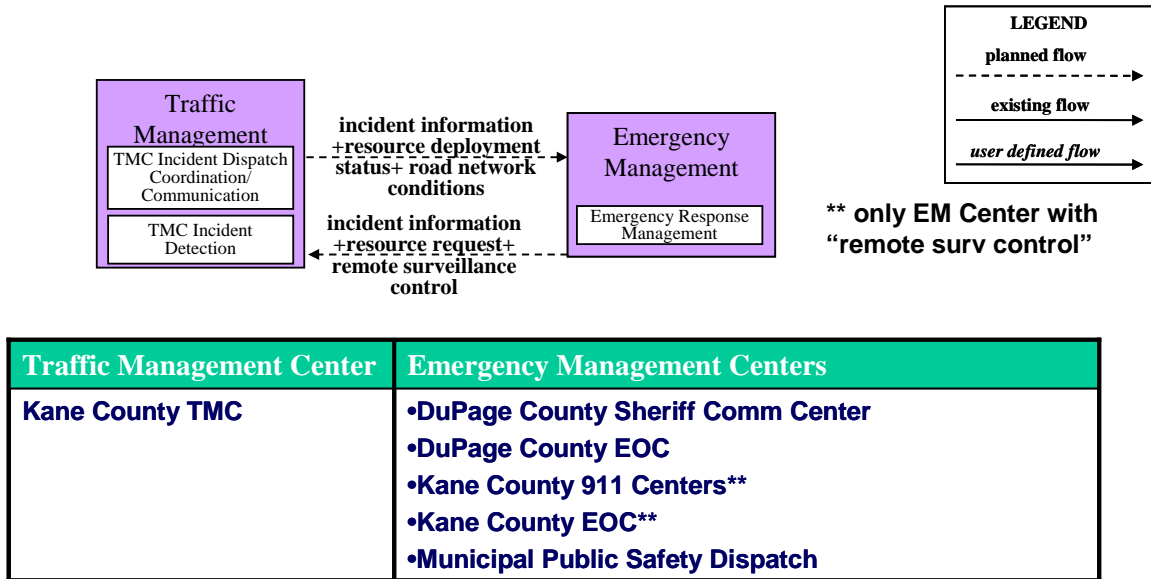 LEGEND
planned flow
existing flow
user defined flow
Traffic
Management
TMC Incident Dispatch
Coordination/
Communication
TMC Incident
Detection
incident information
+resource deployment
status+ road network
conditions
incident information
+resource request+
remote surveillance
control
Emergency
Management
Emergency Response
Management
** only EM Center with
“remote surv control”
Traffic Management Center
Emergency Management Centers
Kane County TMC
•DuPage County Sheriff Comm Center
•DuPage County EOC
•Kane County 911 Centers**
•Kane County EOC**
•Municipal Public Safety Dispatch